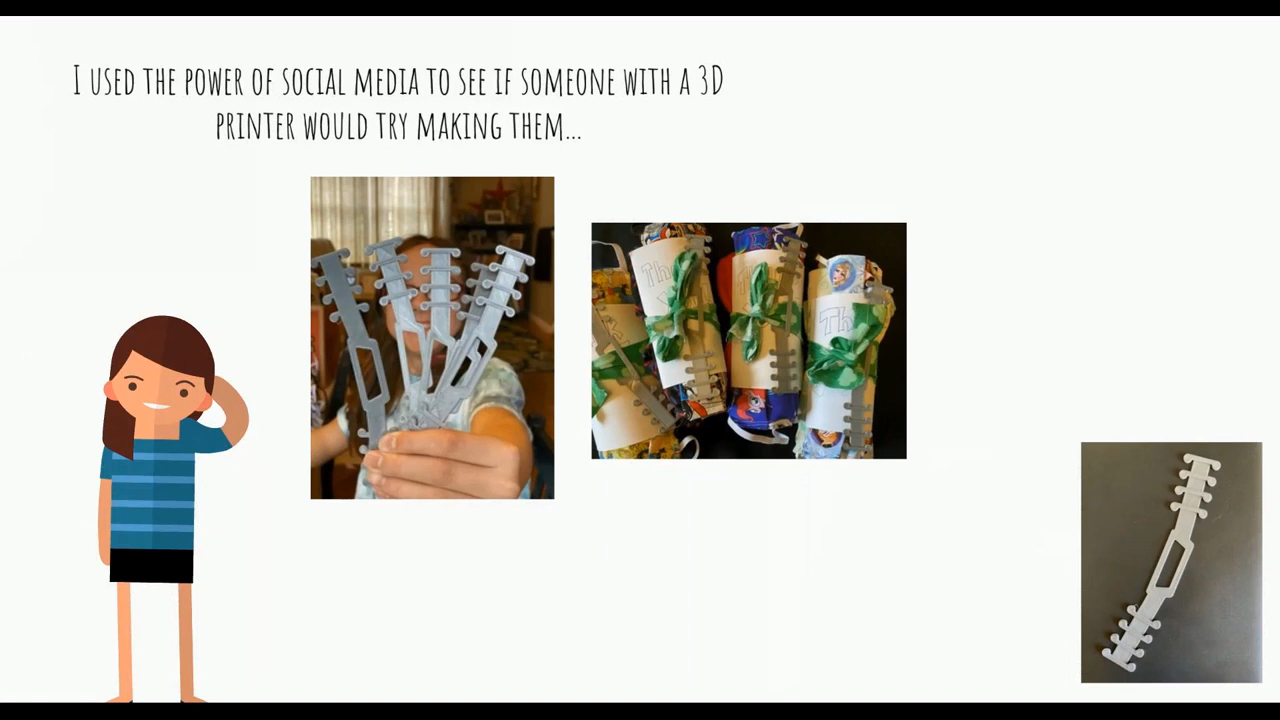 I USED THE POWER OF SOCIAL MEDIA TO SEE IF SOMEONE WITH A 3D
PRINTER WOULD TRY MAKING THEM...